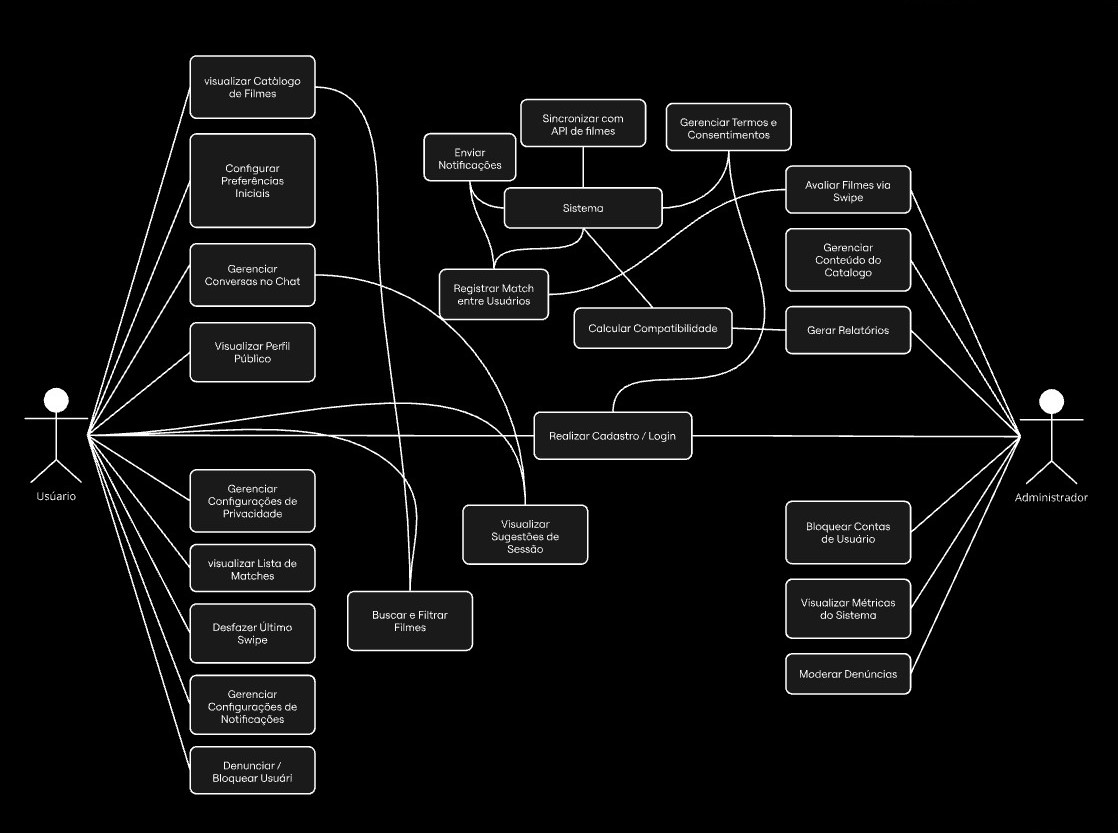 visualizar Catàlogo
de Filmes
Configurar
Preferências
Iniciais
Gerenciar
Conversas no Chat
Visualizar Perfil
Público
Usúario
Gerenciar
Configurações de
Privacidade
visualizar Lista de
Matches
Desfazer Último
Swipe
Gerenciar
Configurações de
Notificações
Denunciar /
Bloquear Usuári
Buscar e Filtrar
Filmes
Visualizar
Sugestões de
Sessão
Enviar
Notificações
Sincronizar com
API de filmes
Gerenciar Termos e
Consentimentos
Sistema
Registrar Match
entre Usuários
Calcular Compatibilidade
Realizar Cadastro / Login
Avaliar Filmes via
Swipe
Gerenciar
Conteúdo do
Catalogo
Gerar Relatórios
Administrador
Bloquear Contas
de Usuário
Visualizar Métricas
do Sistema
Moderar Denúncias